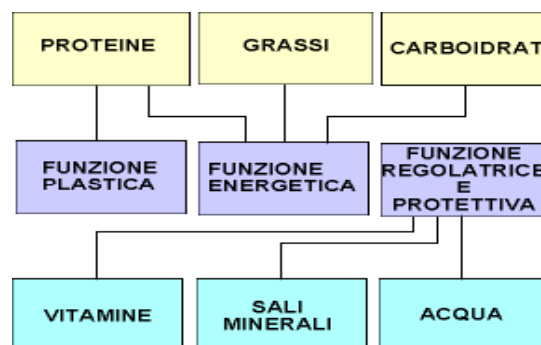 PROTEINE
GRASSI
CARBOIDRAT
FUNZIONE
PLASTICA
FUNZIONE
ENERGETICA
FUNZIONE
REGOLATRICE
E
PROTETTIVA
VITAMINE
SALI
MINERALI
ACQUA